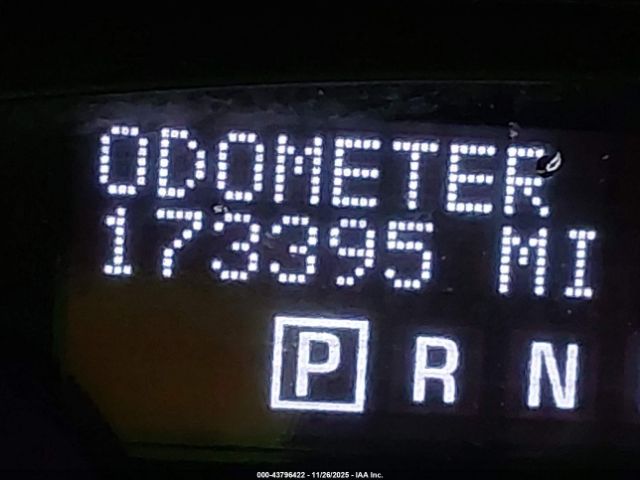 ODOMETER
173395 MI
P R N
000-43796422 - 11/26/2025 - IAA Inc.